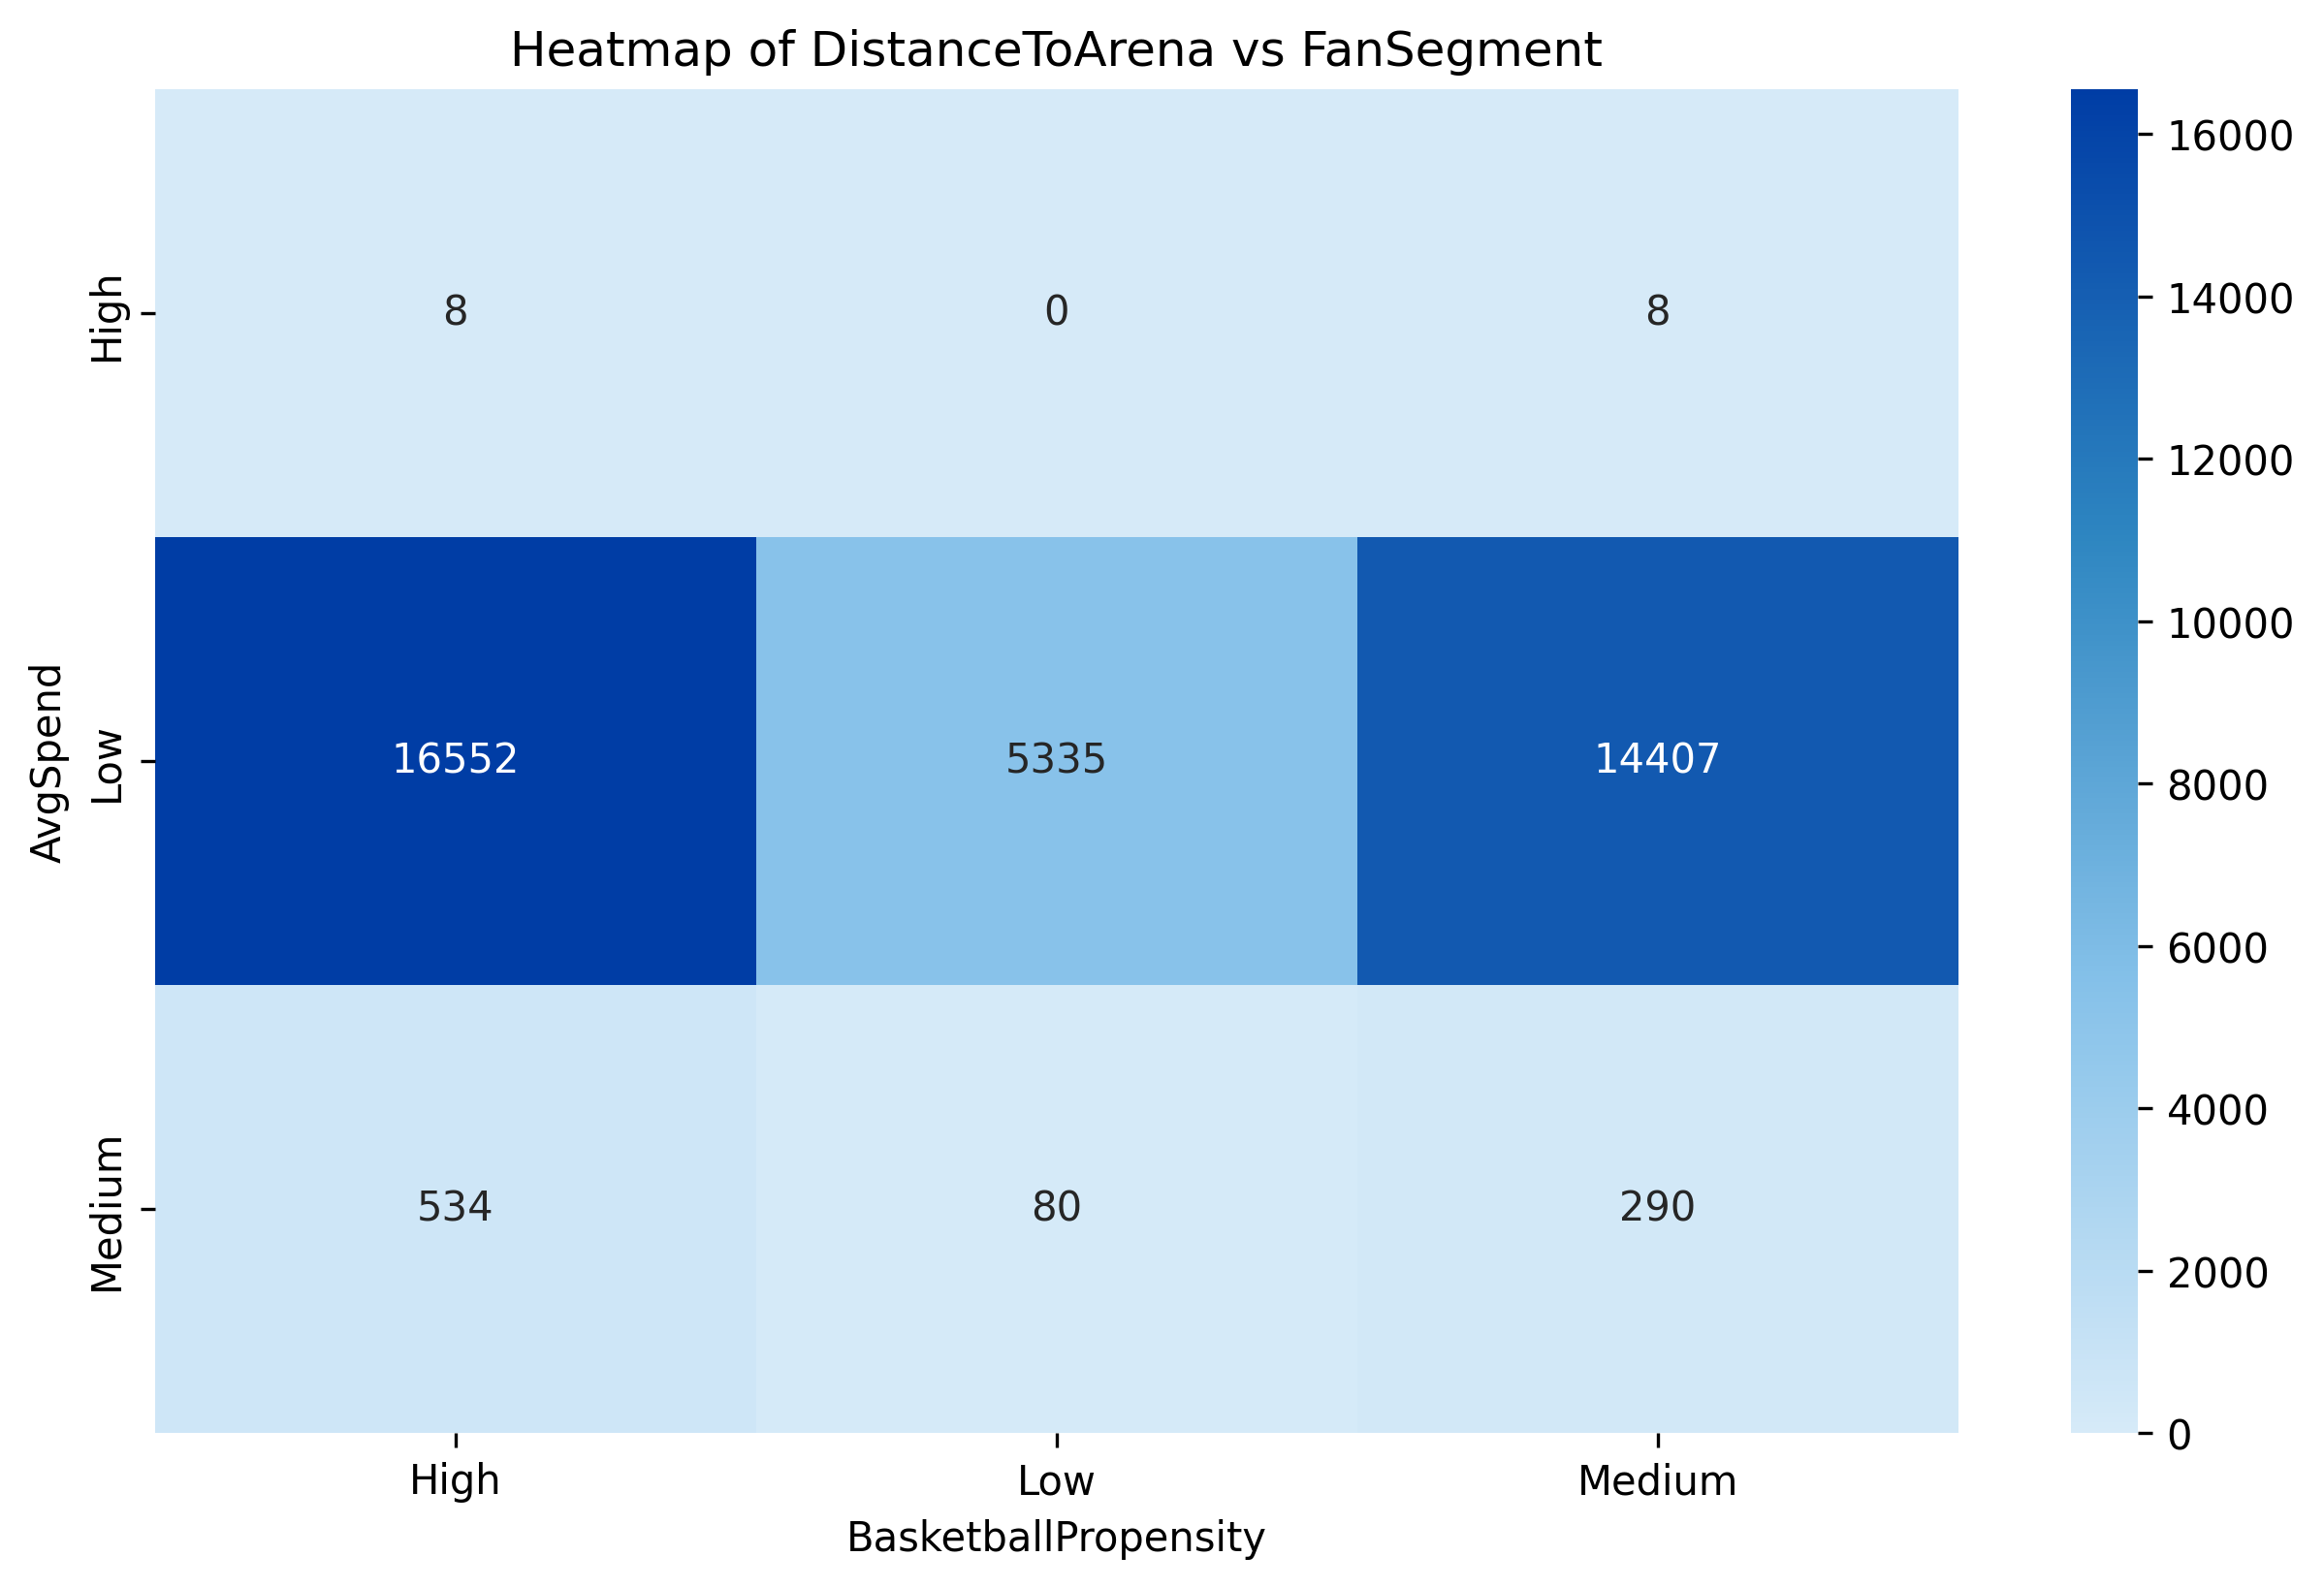 Heatmap of DistanceToArena vs FanSegment
AvgSpend
High
8
0
8
Low
16552
5335
14407
Medium
534
80
290
High
Low
Medium
BasketballPropensity
16000
14000
12000
10000
8000
6000
4000
2000
0